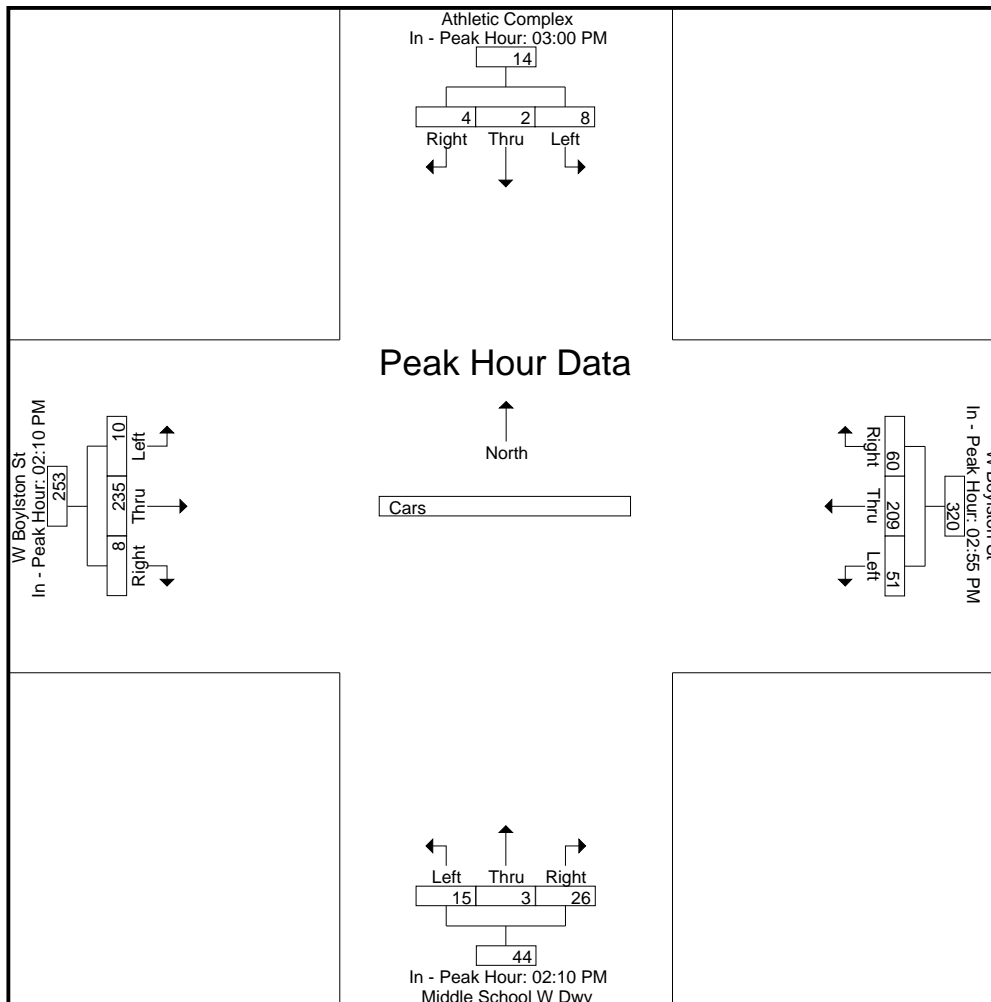 Athletic Complex
In - Peak Hour: 03:00 PM
14
4 2 8
Right Thru Left
Peak Hour Data
North
Cars
W Boylston St
In - Peak Hour: 02:10 PM
253
10 235 8
Left Thru Right
W Boylston St
In - Peak Hour: 02:55 PM
320
60 209 51
Right Thru Left
Left Thru Right
15 3 26
44
In - Peak Hour: 02:10 PM
Middle School W Dwy